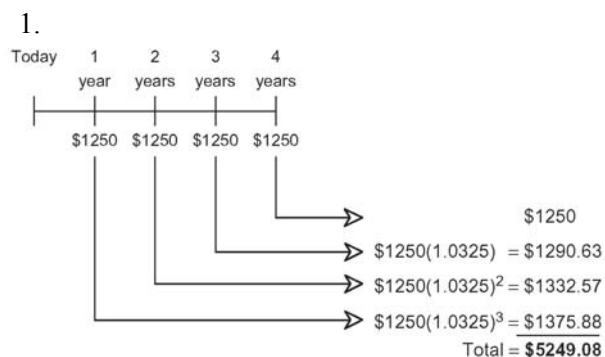 1.
Today 1 2 3 4
year years years years
$1250 $1250 $1250 $1250
$1250
$1250(1.0325) = $1290.63
$1250(1.0325)² = $1332.57
$1250(1.0325)³ = $1375.88
Total = $5249.08